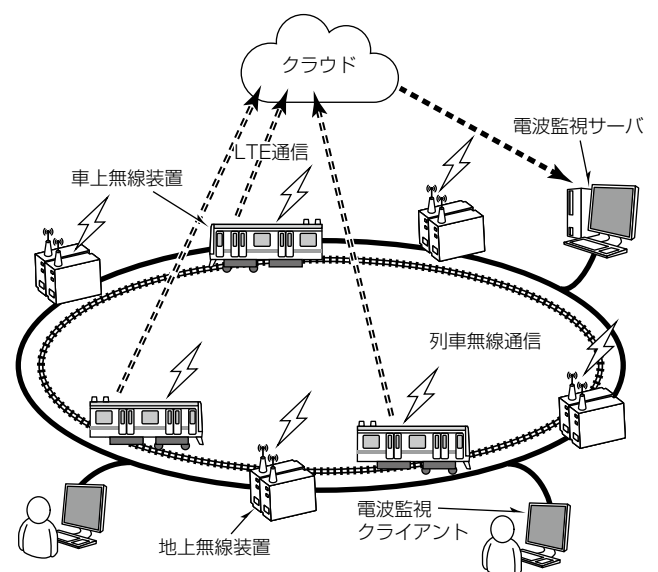 クラウド
電波監視サーバ
LTE通信
車上無線装置
列車無線通信
電波監視
クライアント
地上無線装置